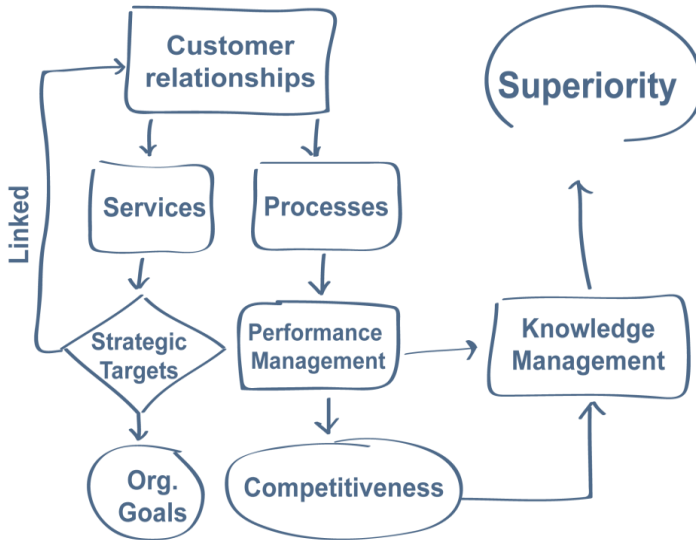 Customer
relationships
Superiority
Linked
Services
Processes
Strategic
Targets
Performance
Management
Knowledge
Management
Org.
Goals
Competitiveness